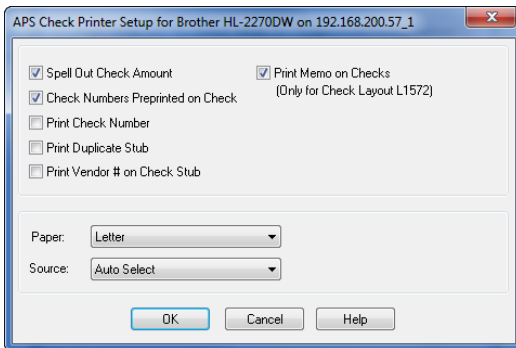 APS Check Printer Setup for Brother HL-2270DW on 192.168.200.57_1
Spell Out Check Amount
Print Memo on Checks
(Only for Check Layout L1572)
Check Numbers Preprinted on Check
Print Check Number
Print Duplicate Stub
Print Vendor # on Check Stub
Paper: Letter
Source: Auto Select
OK Cancel Help